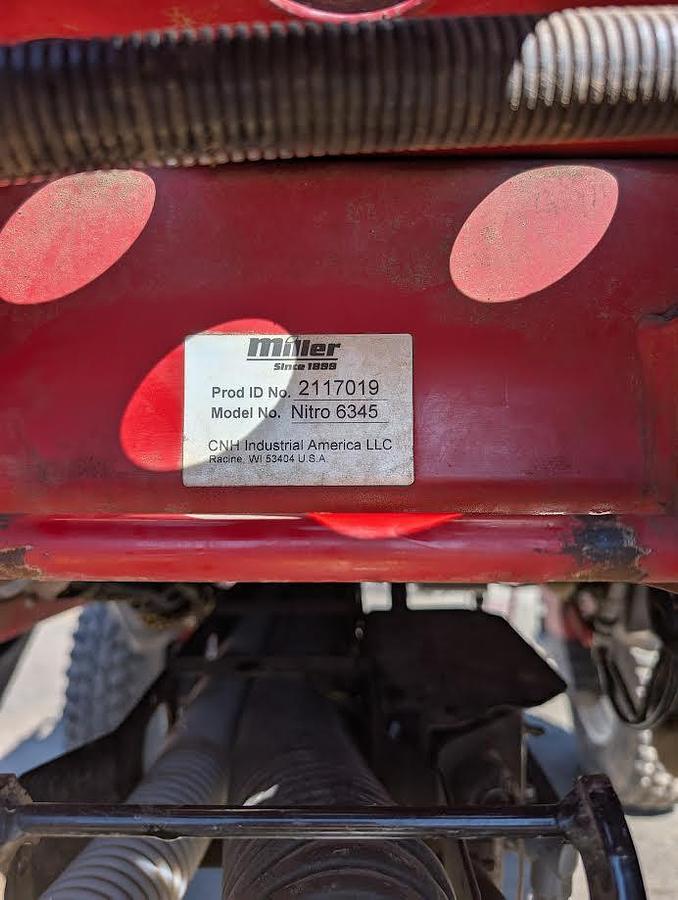 Miller
Since 1899
Prod ID No. 2117019
Model No. Nitro 6345
CNH Industrial America LLC
Racine, WI 53404 U.S.A